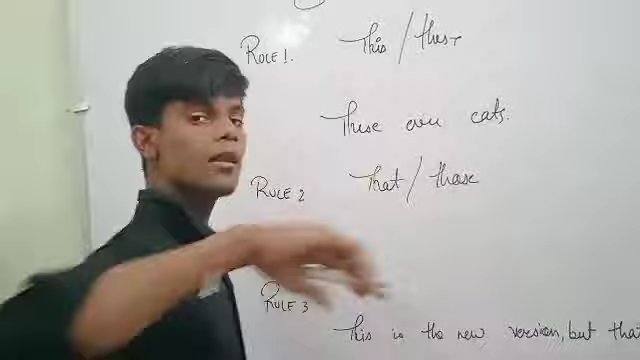 RULE 1. This / these
These are cats.
RULE 2 That / those
RULE 3
This is the new version, but that